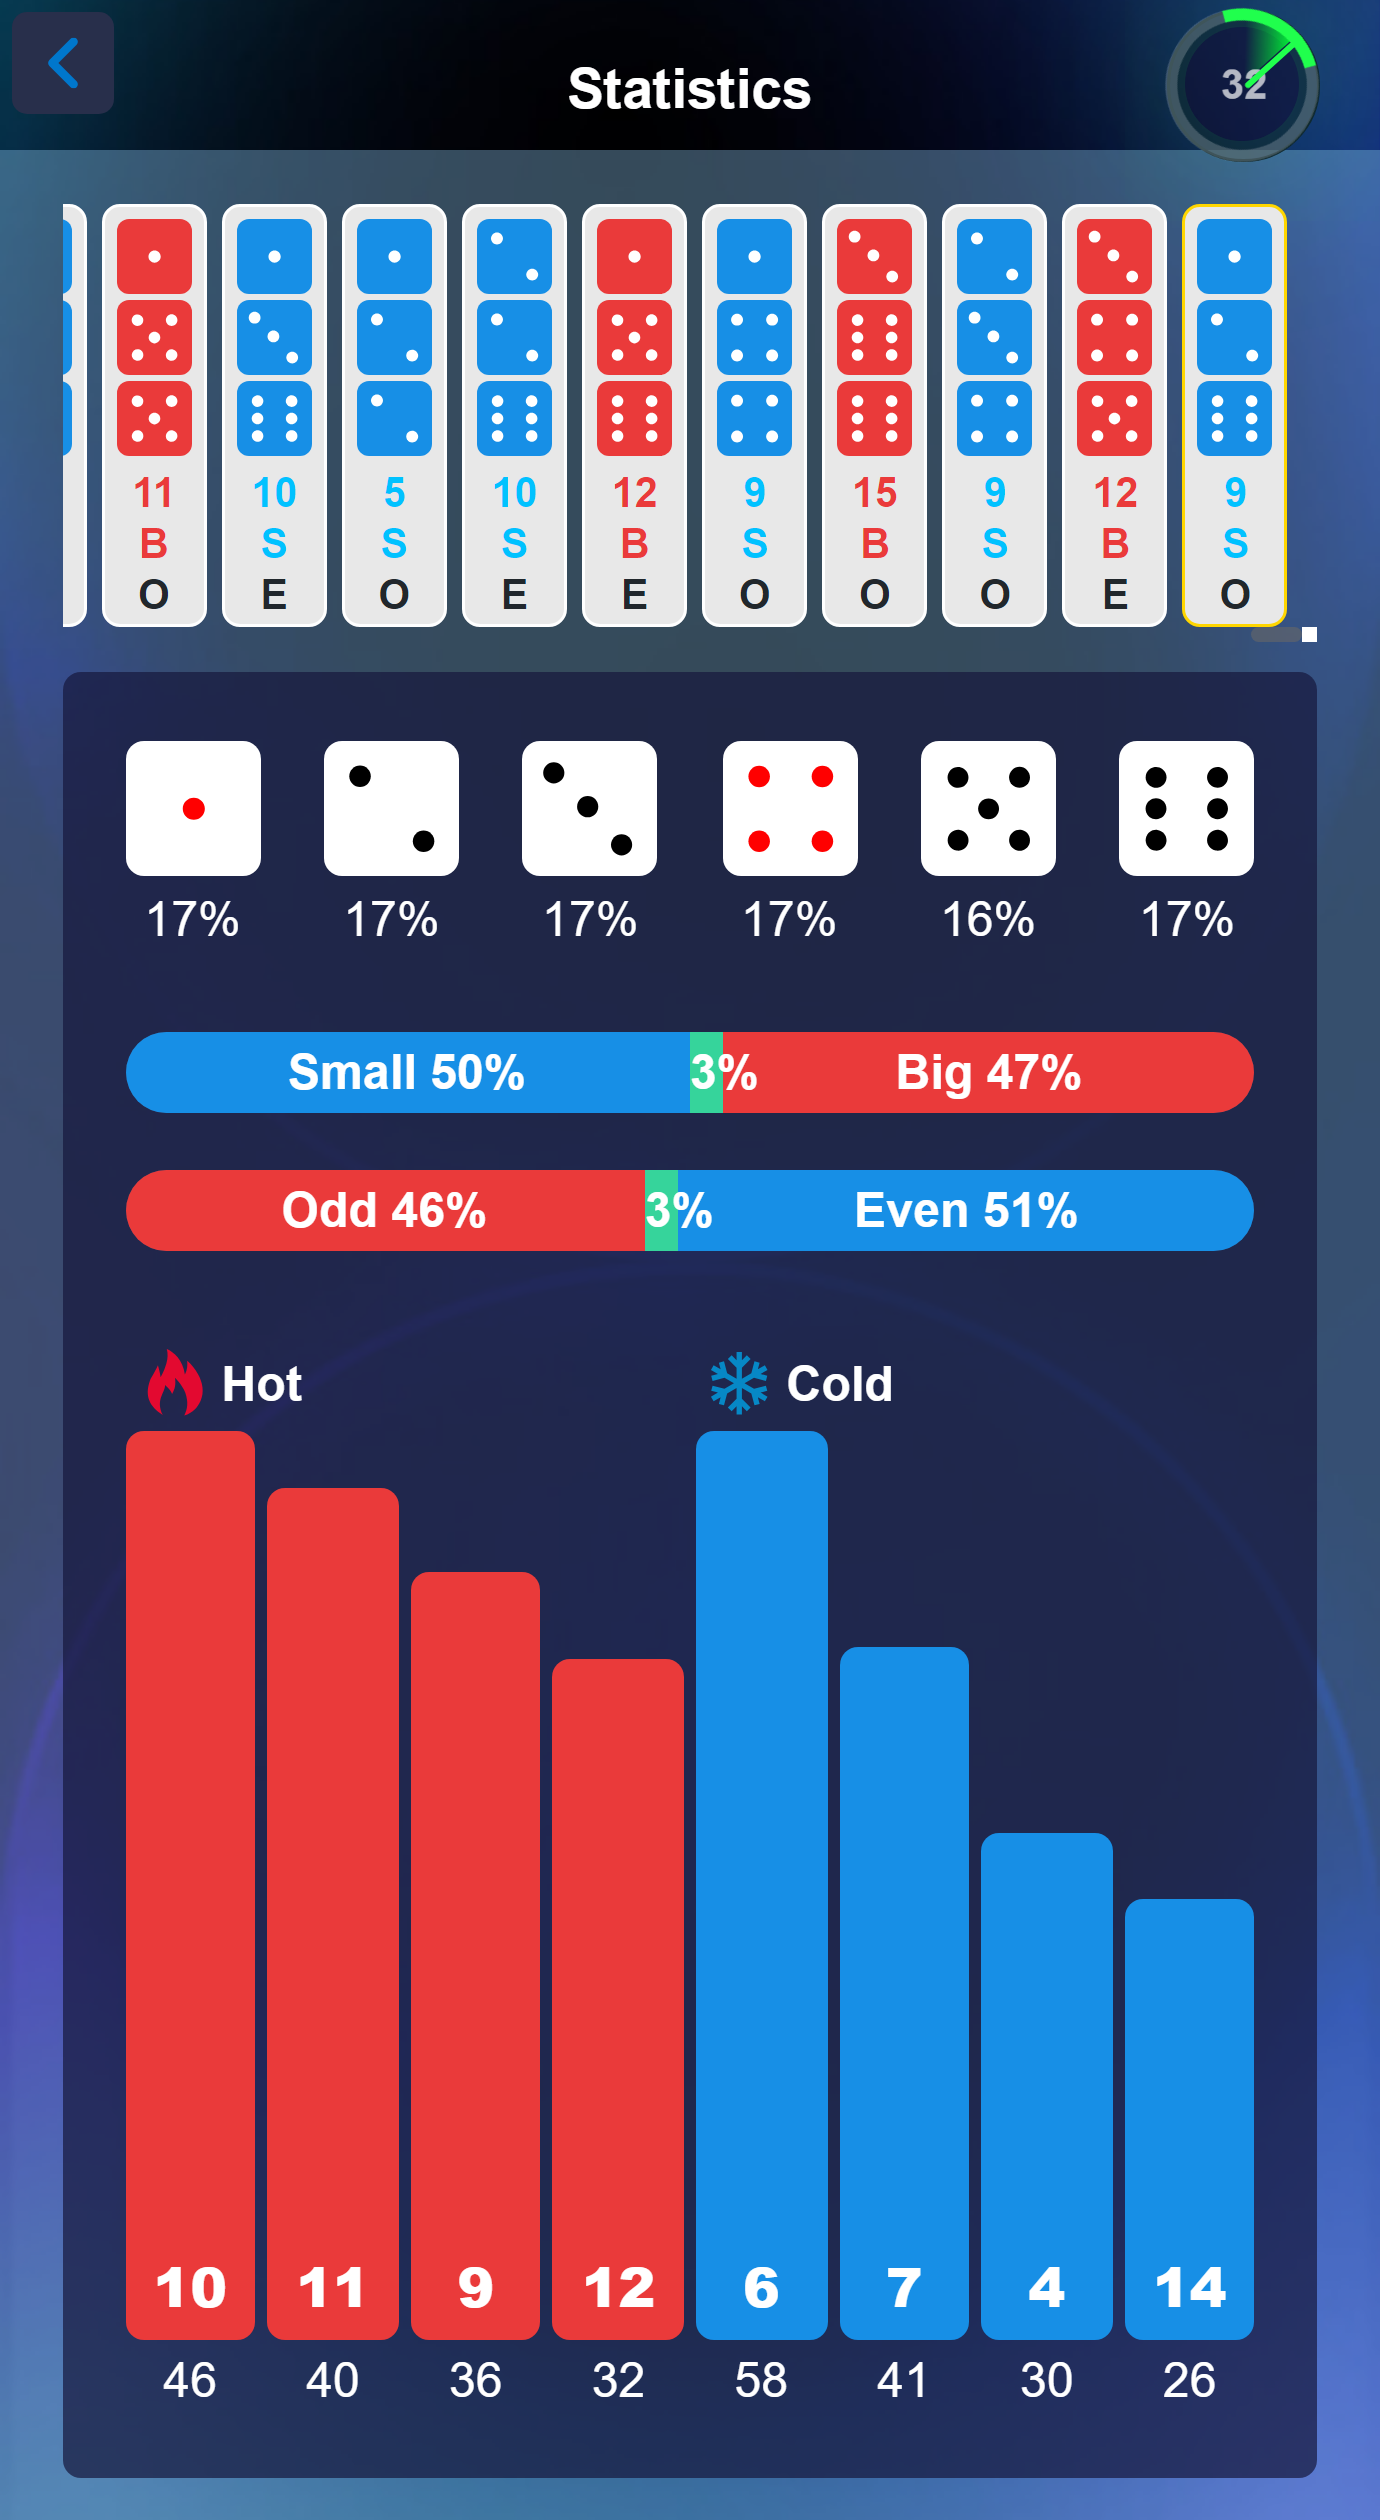 Statistics
32
11 10 5 10 12 9 15 9 12 9
B S S S B S B S B S
O E O E E O O O E O
17% 17% 17% 17% 16% 17%
Small 50% 3% Big 47%
Odd 46% 3% Even 51%
Hot Cold
10 11 9 12 6 7 4 14
46 40 36 32 58 41 30 26